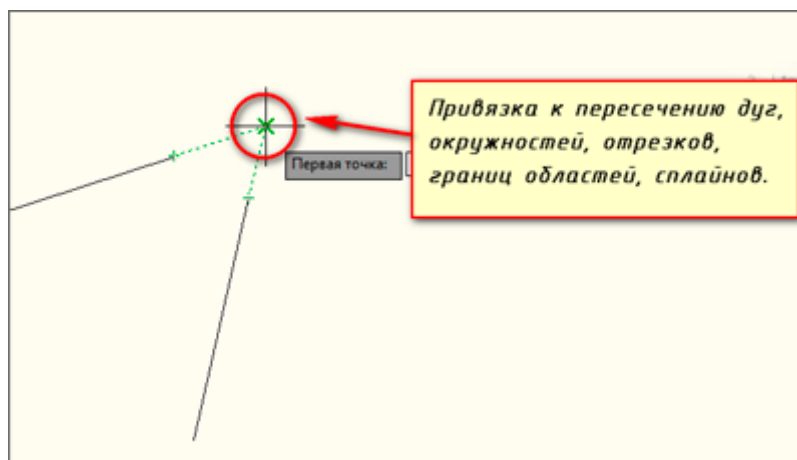 Привязка к пересечению дуг,
окружностей, отрезков,
границ областей, сплайнов.
Первая точка: